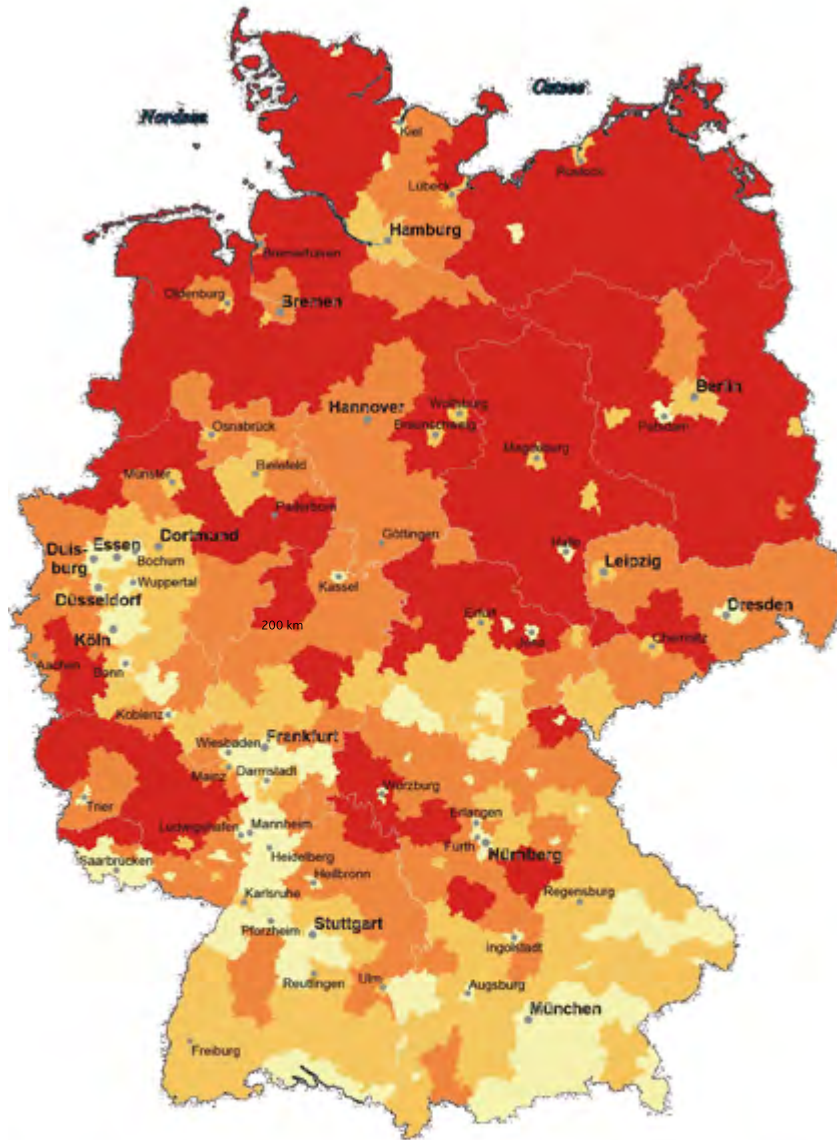 Ostsee
Nordsee
Kiel
Rostock
Lübeck
Hamburg
Bremerhaven
Oldenburg
Bremen
Berlin
Hannover
Wolfsburg
Potsdam
Osnabrück
Braunschweig
Magdeburg
Bielefeld
Münster
Paderborn
Dortmund
Göttingen
Halle
Duis-
burg
Essen
Bochum
Leipzig
Wuppertal
Kassel
Düsseldorf
Dresden
200 km
Erfurt
Jena
Köln
Chemnitz
Aachen
Bonn
Koblenz
Wiesbaden
Frankfurt
Mainz
Darmstadt
Trier
Würzburg
Erlangen
Ludwigshafen
Mannheim
Fürth
Nürnberg
Saarbrücken
Heidelberg
Heilbronn
Karlsruhe
Regensburg
Pforzheim
Stuttgart
Ingolstadt
Reutlingen
Ulm
Augsburg
München
Freiburg